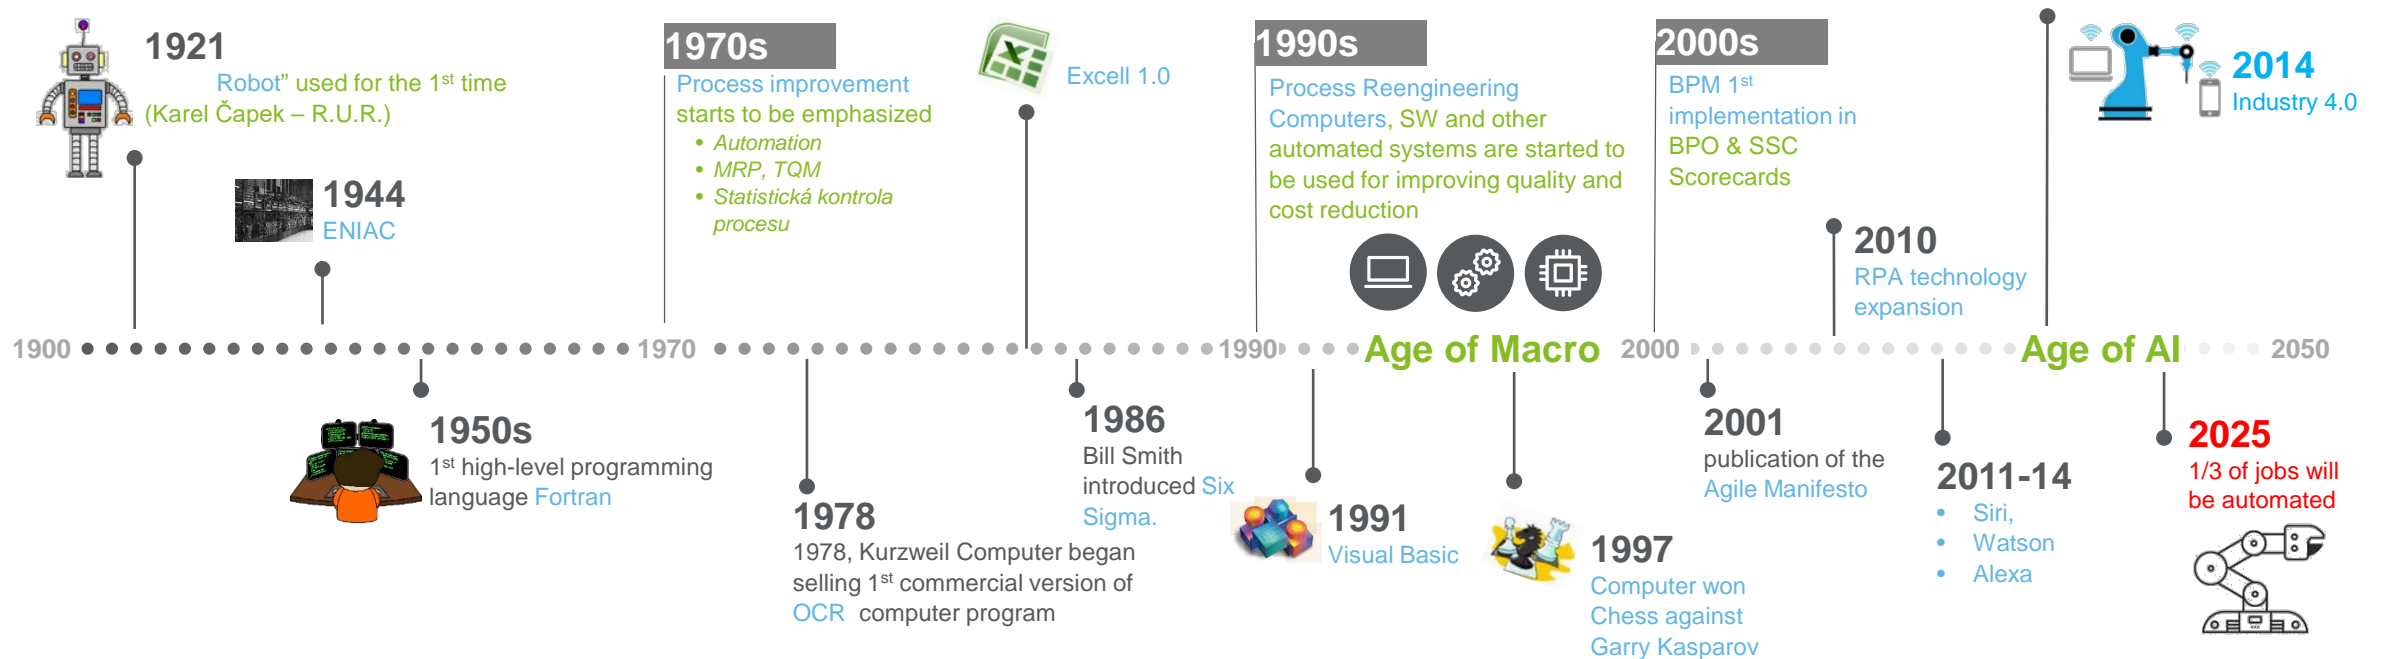 1921
Robot” used for the 1st time
(Karel Čapek – R.U.R.)
1944
ENIAC
1970s
Process improvement
starts to be emphasized
• Automation
• MRP, TQM
• Statistická kontrola
procesu
Excell 1.0
1990s
Process Reengineering
Computers, SW and other
automated systems are started to
be used for improving quality and
cost reduction
2000s
BPM 1st
implementation in
BPO & SSC
Scorecards
2010
RPA technology
expansion
2014
Industry 4.0
1900
1970
1990
Age of Macro
2000
Age of AI
2050
1950s
1st high-level programming
language Fortran
1978
1978, Kurzweil Computer began
selling 1st commercial version of
OCR computer program
1986
Bill Smith
introduced Six
Sigma.
1991
Visual Basic
1997
Computer won
Chess against
Garry Kasparov
2001
publication of the
Agile Manifesto
2011-14
• Siri,
• Watson
• Alexa
2025
1/3 of jobs will
be automated